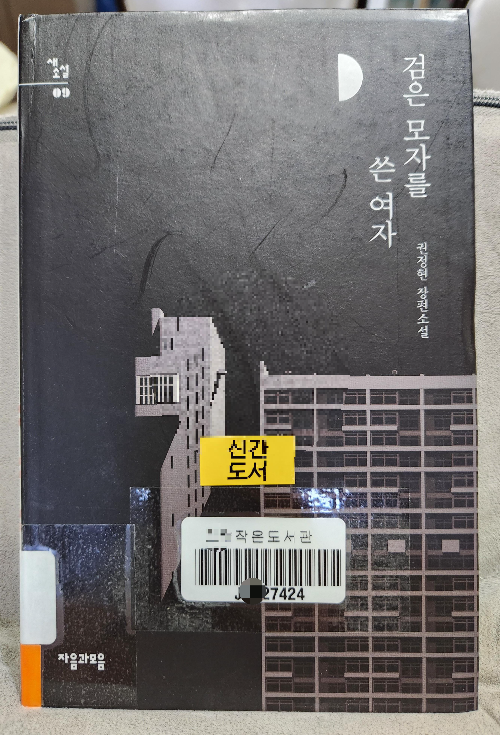 새소설
09
검은 모자를
쓴 여자
권정현 장편소설
신간
도서
작은도서관
27424
자음과모음